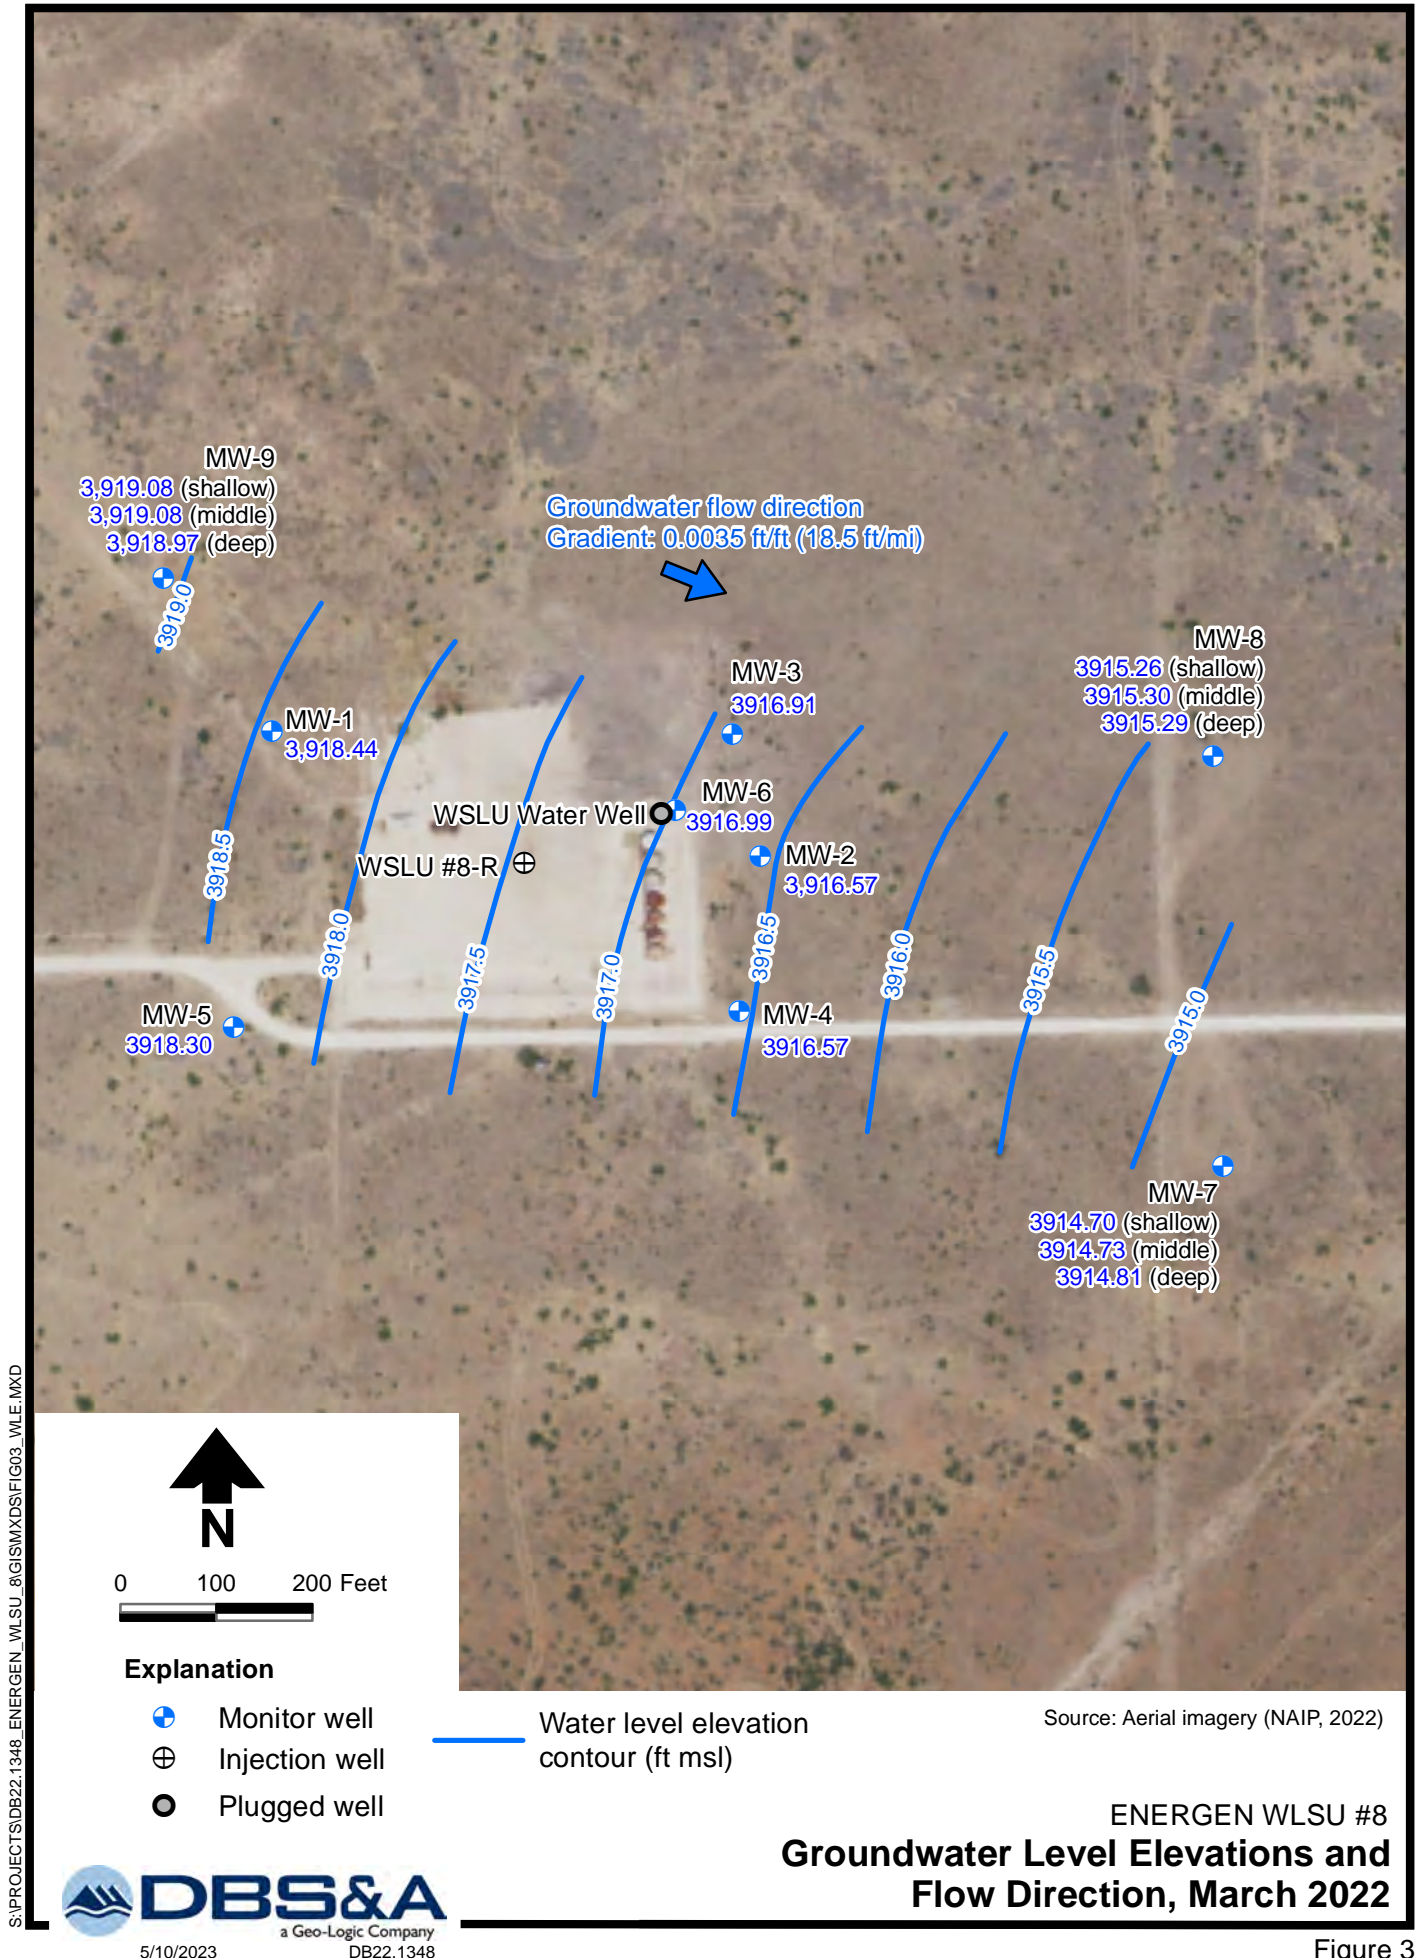 MW-9
3,919.08 (shallow)
3,919.08 (middle)
3,918.97 (deep)
Groundwater flow direction
Gradient: 0.0035 ft/ft (18.5 ft/mi)
3919.0
MW-8
3915.26 (shallow)
3915.30 (middle)
3915.29 (deep)
MW-3
3916.91
MW-1
3,918.44
MW-6
3916.99
WSLU Water Well
MW-2
3,916.57
WSLU #8-R
3918.5
3918.0
3917.5
3917.0
3916.5
3916.0
3915.5
3915.0
MW-5
3918.30
MW-4
3916.57
MW-7
3914.70 (shallow)
3914.73 (middle)
3914.81 (deep)
N
0 100 200 Feet
Explanation
Monitor well
Injection well
Plugged well
Water level elevation
contour (ft msl)
Source: Aerial imagery (NAIP, 2022)
ENERGEN WLSU #8
Groundwater Level Elevations and
Flow Direction, March 2022
DBS&A
a Geo-Logic Company
5/10/2023 DB22.1348
Figure 3
S:\PROJECTS\DB22.1348_ENERGEN_WLSU_8\GIS\MXDS\FIG03_WLE.MXD